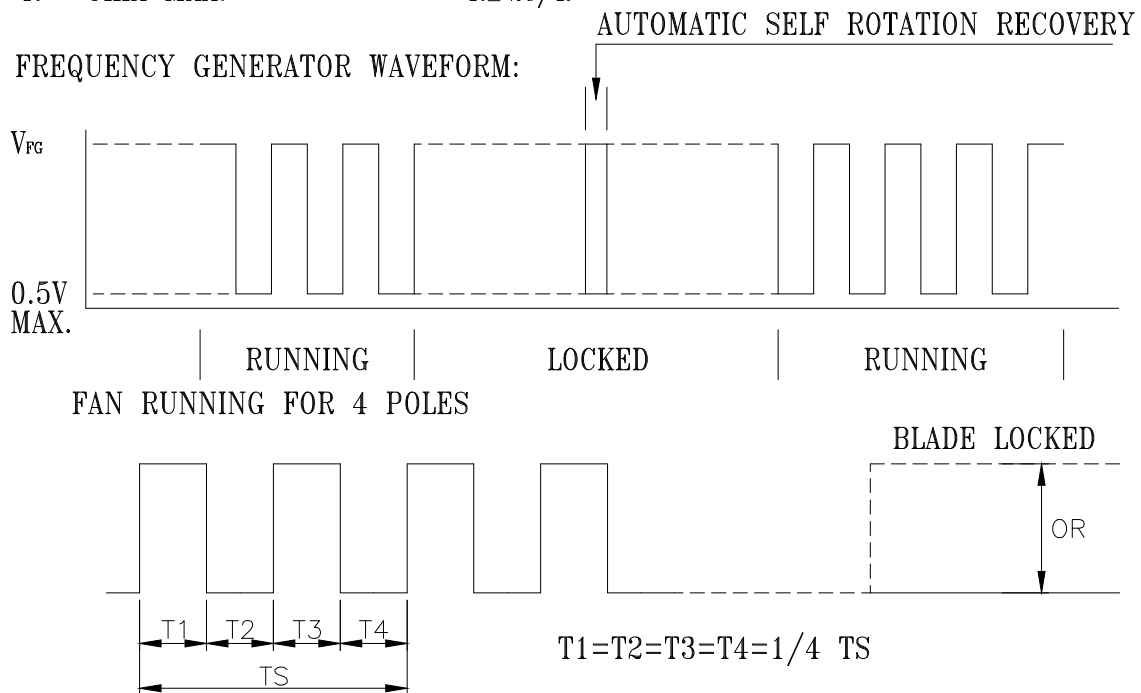 AUTOMATIC SELF ROTATION RECOVERY
FREQUENCY GENERATOR WAVEFORM:
VFG
0.5V
MAX.
RUNNING LOCKED RUNNING
FAN RUNNING FOR 4 POLES
BLADE LOCKED
OR
T1 T2 T3 T4
T1=T2=T3=T4=1/4 TS
TS